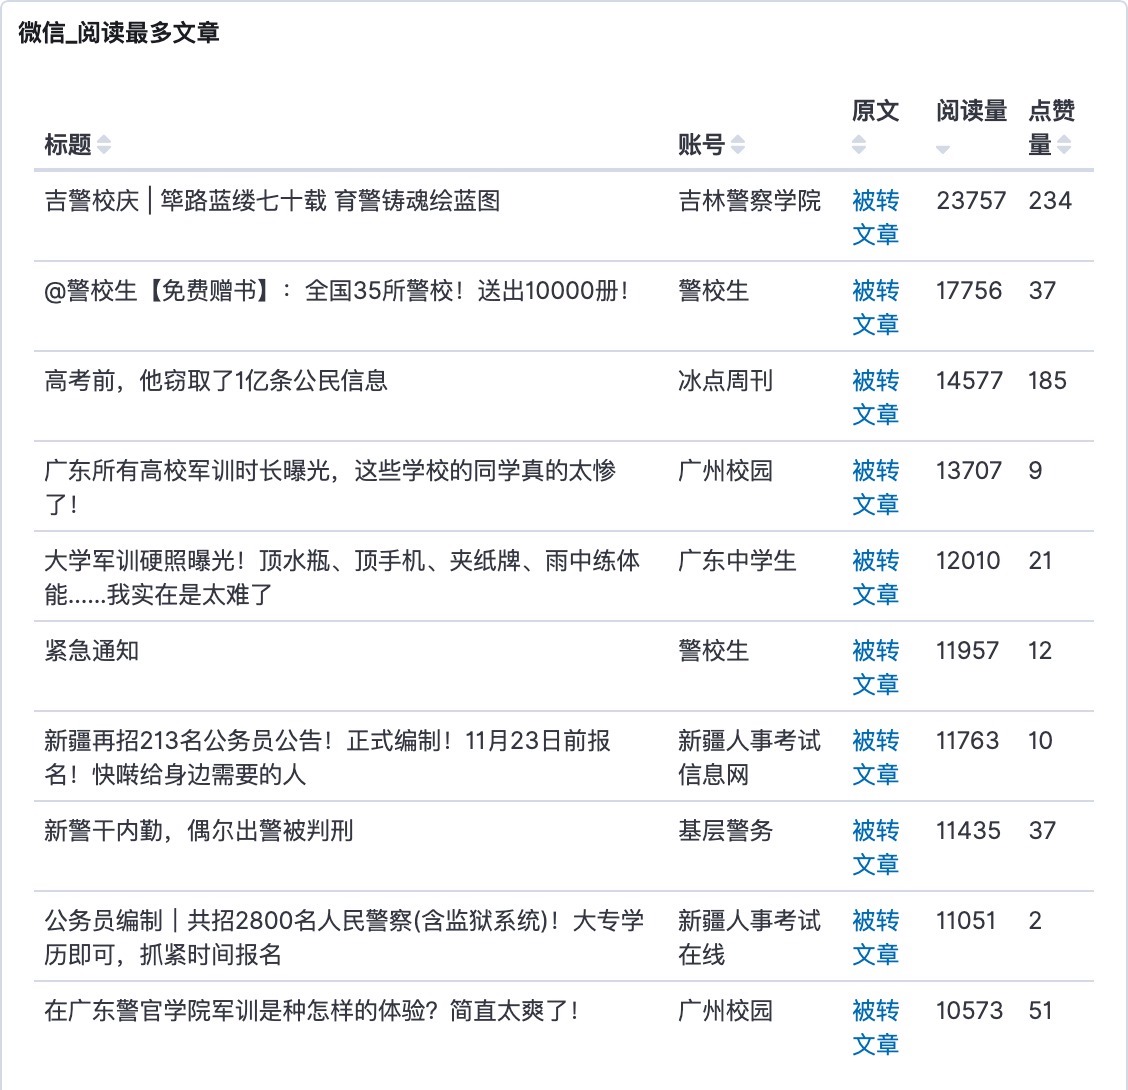 微信_阅读最多文章
标题 账号 原文 阅读量 点赞量
吉警校庆 | 筚路蓝缕七十载 育警铸魂绘蓝图 吉林警察学院 被转 23757 234
文章
@警校生【免费赠书】：全国35所警校！送出10000册！ 警校生 被转 17756 37
文章
高考前，他窃取了1亿条公民信息 冰点周刊 被转 14577 185
文章
广东所有高校军训时长曝光，这些学校的同学真的太惨 广州校园 被转 13707 9
了！ 文章
大学军训硬照曝光！顶水瓶、顶手机、夹纸牌、雨中练体 广东中学生 被转 12010 21
能……我实在是太难了 文章
紧急通知 警校生 被转 11957 12
文章
新疆再招213名公务员公告！正式编制！11月23日前报 新疆人事考试 被转 11763 10
名！快啭给身边需要的人 信息网 文章
新警干内勤，偶尔出警被判刑 基层警务 被转 11435 37
文章
公务员编制｜共招2800名人民警察(含监狱系统)！大专学 新疆人事考试 被转 11051 2
历即可，抓紧时间报名 在线 文章
在广东警官学院军训是种怎样的体验？简直太爽了！ 广州校园 被转 10573 51
文章